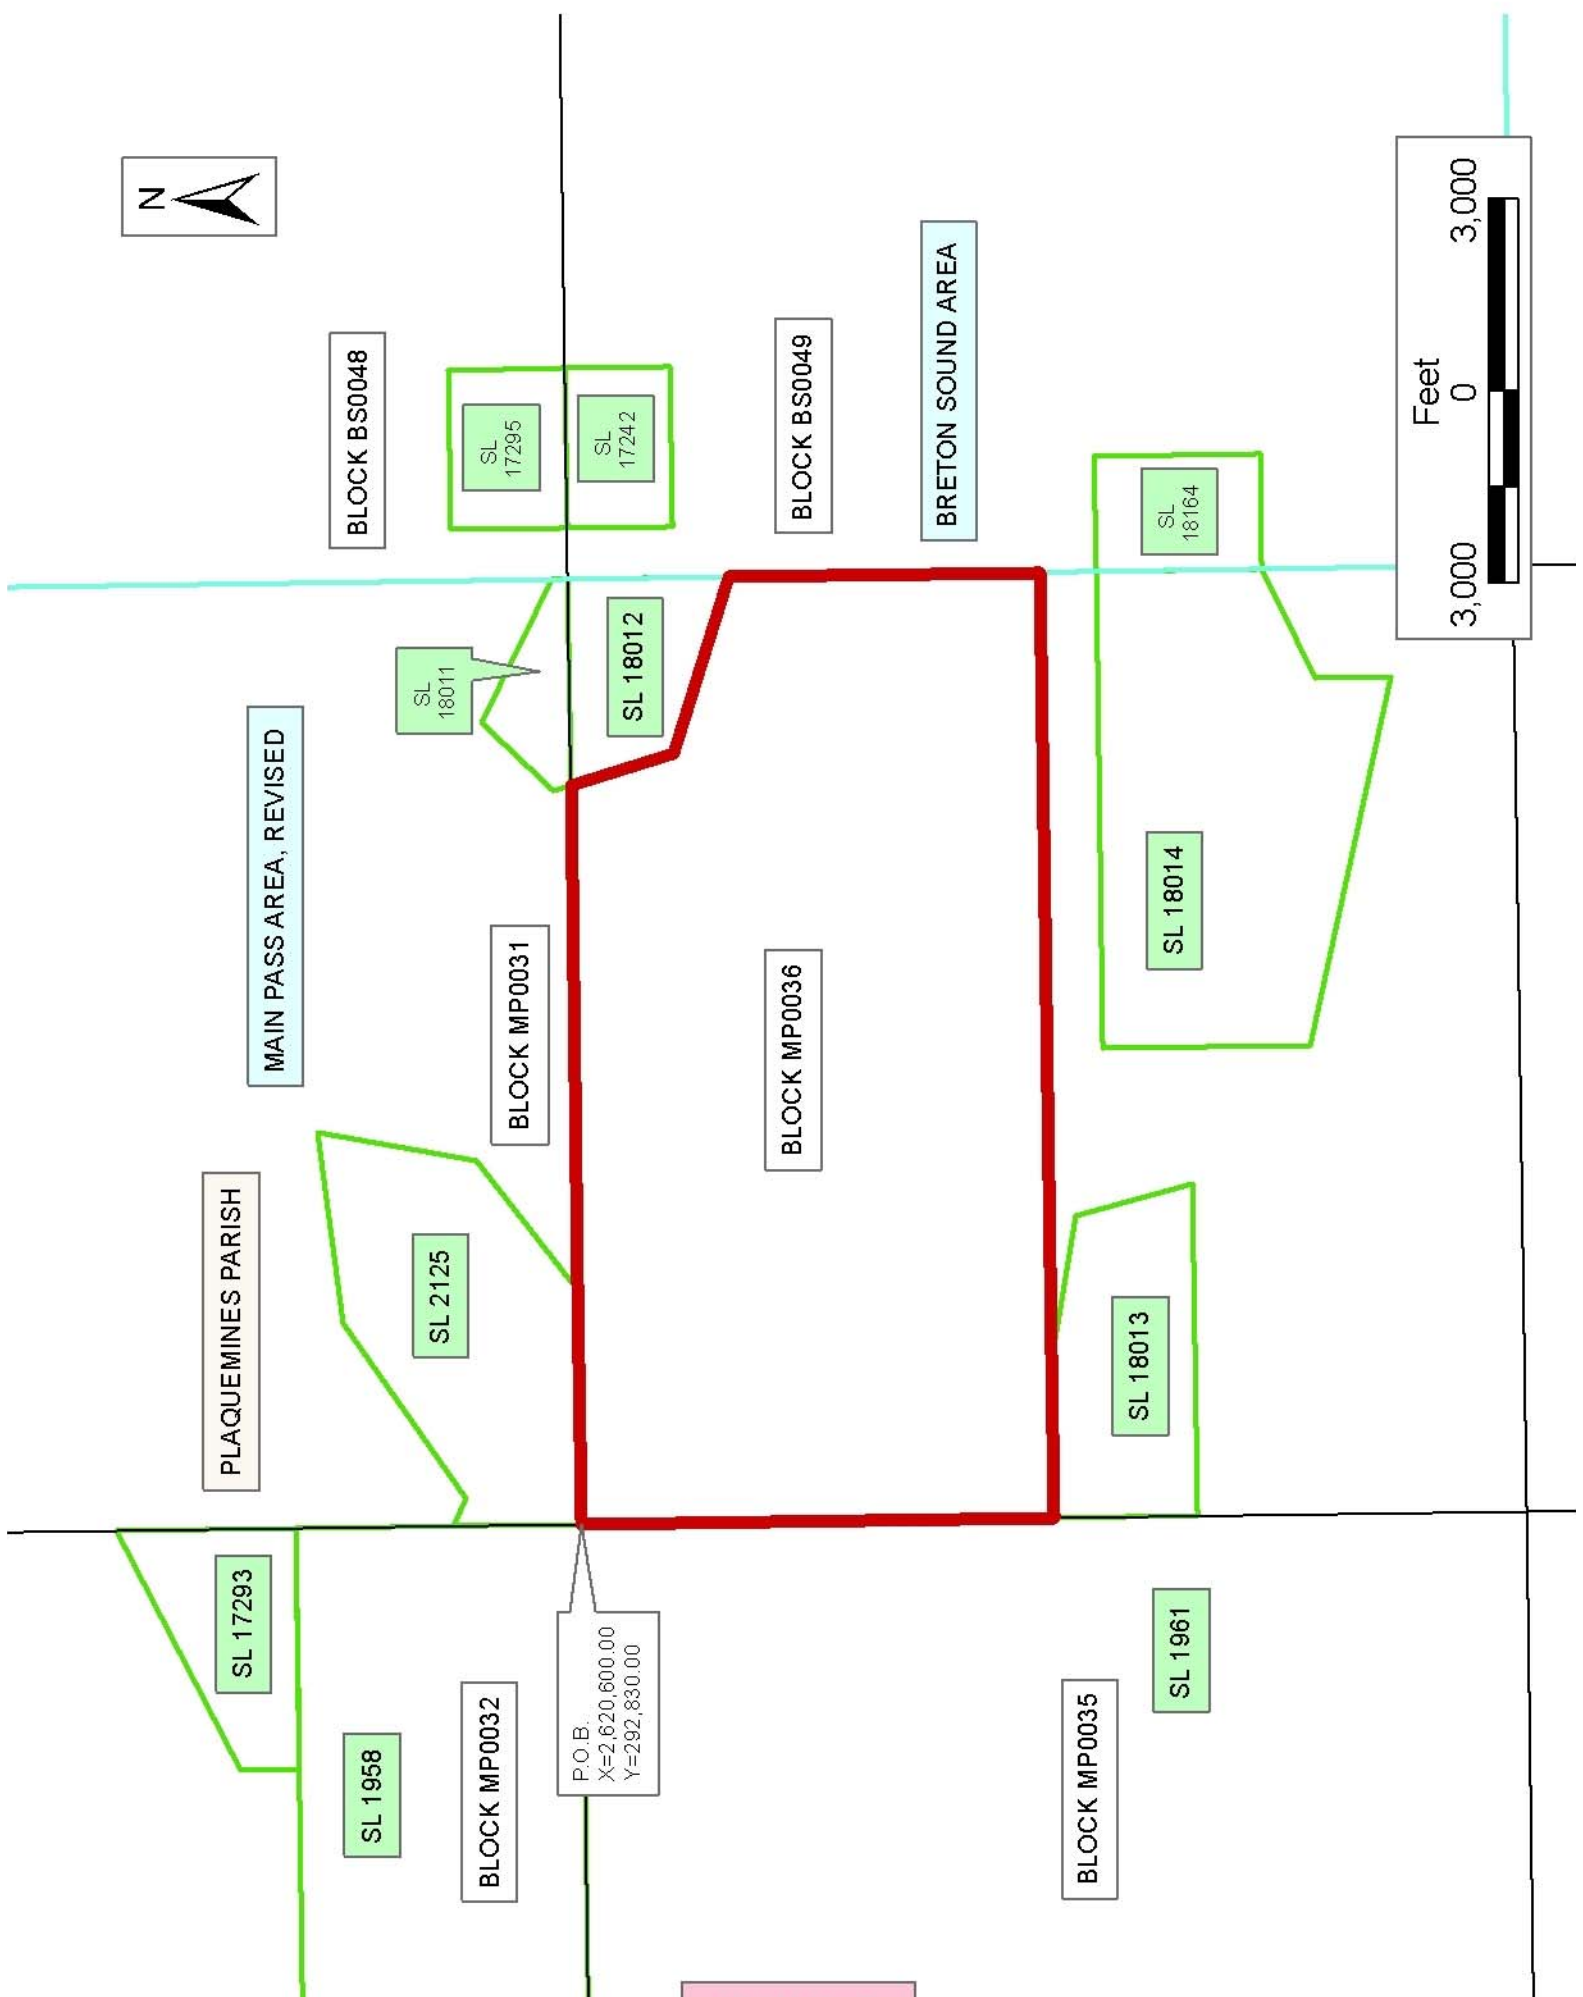 PLAQUEMINES PARISH
MAIN PASS AREA, REVISED
N
SL 17293
SL 1958
BLOCK MP0032
SL 2125
BLOCK MP0031
SL
18011
BLOCK BS0048
SL
17295
SL
17242
P.O.B.
X=2,620,600.00
Y=292,830.00
SL 18012
BLOCK MP0036
BLOCK BS0049
BRETON SOUND AREA
BLOCK MP0035
SL 1961
SL 18013
SL 18014
SL
18164
Feet
3,000
0
3,000